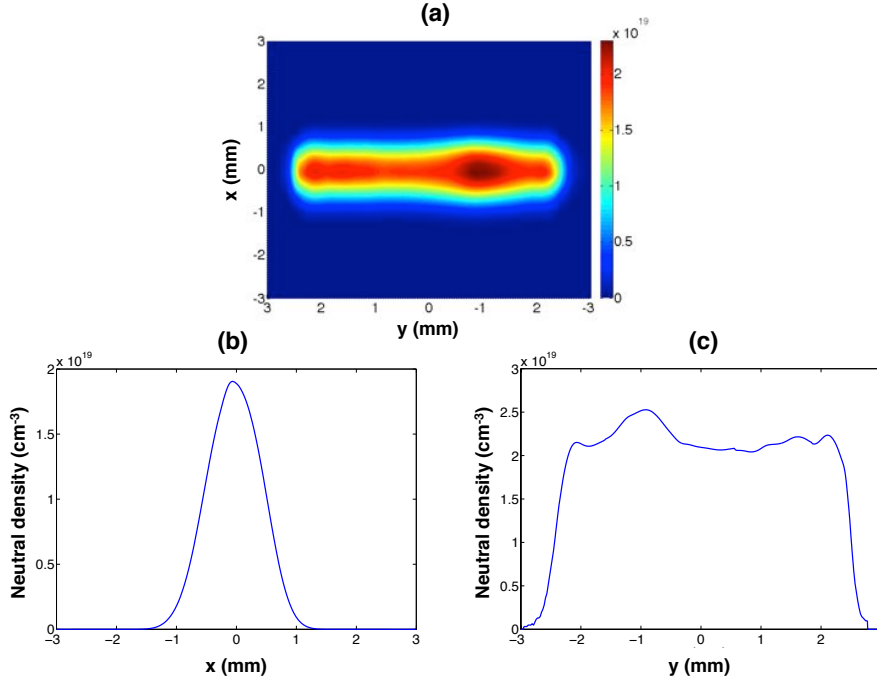 (a)
x 10^19
3
2
1
0
-1
-2
-3
x (mm)
3 2 1 0 -1 -2 -3
y (mm)
2
1.5
1
0.5
0
(b)
x 10^19
2
1.5
1
0.5
0
Neutral density (cm^-3)
−3 −2 −1 0 1 2 3
x (mm)
(c)
x 10^19
3
2.5
2
1.5
1
0.5
0
Neutral density (cm^-3)
−3 −2 −1 0 1 2
y (mm)